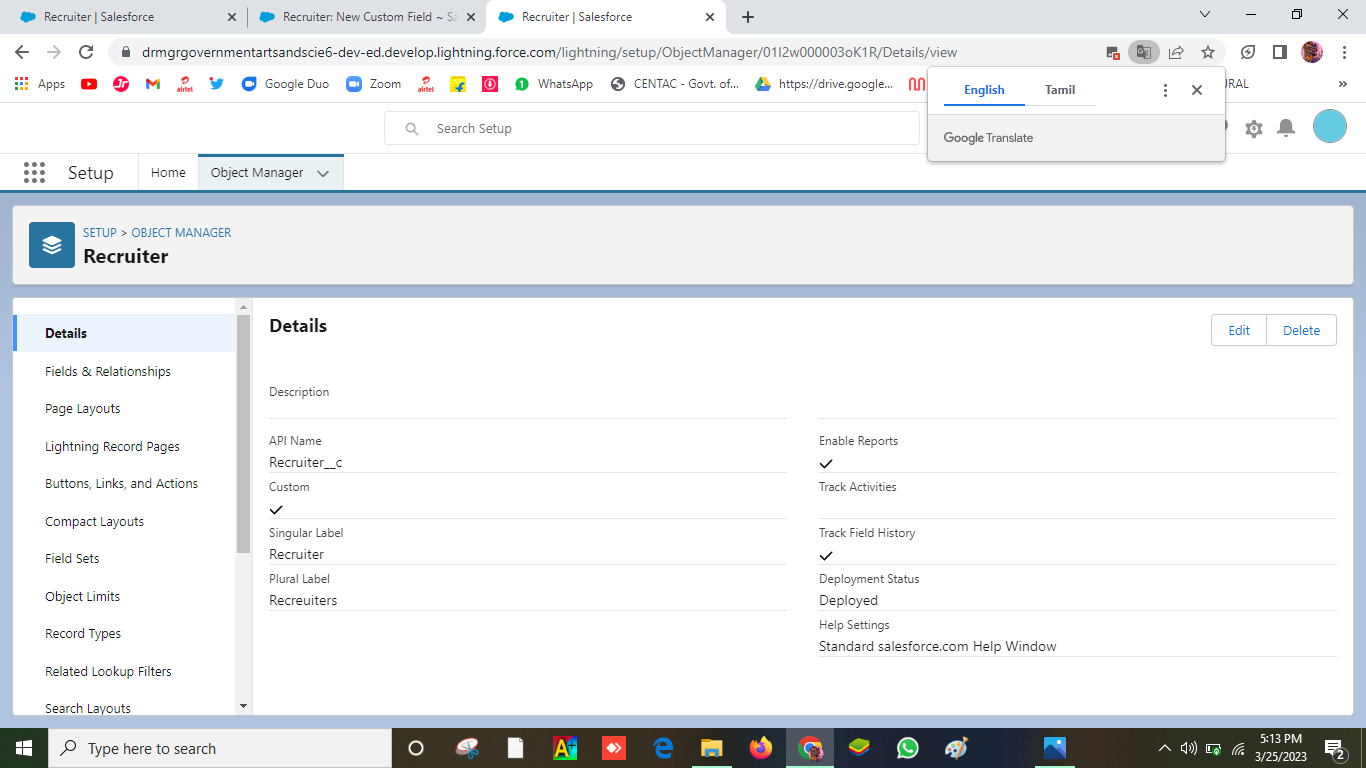 Recruiter | Salesforce
Recruiter: New Custom Field ~ Sa
Recruiter | Salesforce
drmgrgovernmentartsandscie6-dev-ed.develop.lightning.force.com/lightning/setup/ObjectManager/01I2w000003oK1R/Details/view
Apps
airtel
Google Duo
Zoom
airtel
WhatsApp
CENTAC - Govt. of...
https://drive.google...
URAL
English
Tamil
Google Translate
Search Setup
Setup
Home
Object Manager
SETUP > OBJECT MANAGER
Recruiter
Details
Fields & Relationships
Page Layouts
Lightning Record Pages
Buttons, Links, and Actions
Compact Layouts
Field Sets
Object Limits
Record Types
Related Lookup Filters
Search Layouts
Details
Edit
Delete
Description
API Name
Recruiter__c
Custom
Singular Label
Recruiter
Plural Label
Recreuiters
Enable Reports
Track Activities
Track Field History
Deployment Status
Deployed
Help Settings
Standard salesforce.com Help Window
Type here to search
5:13 PM
3/25/2023
2